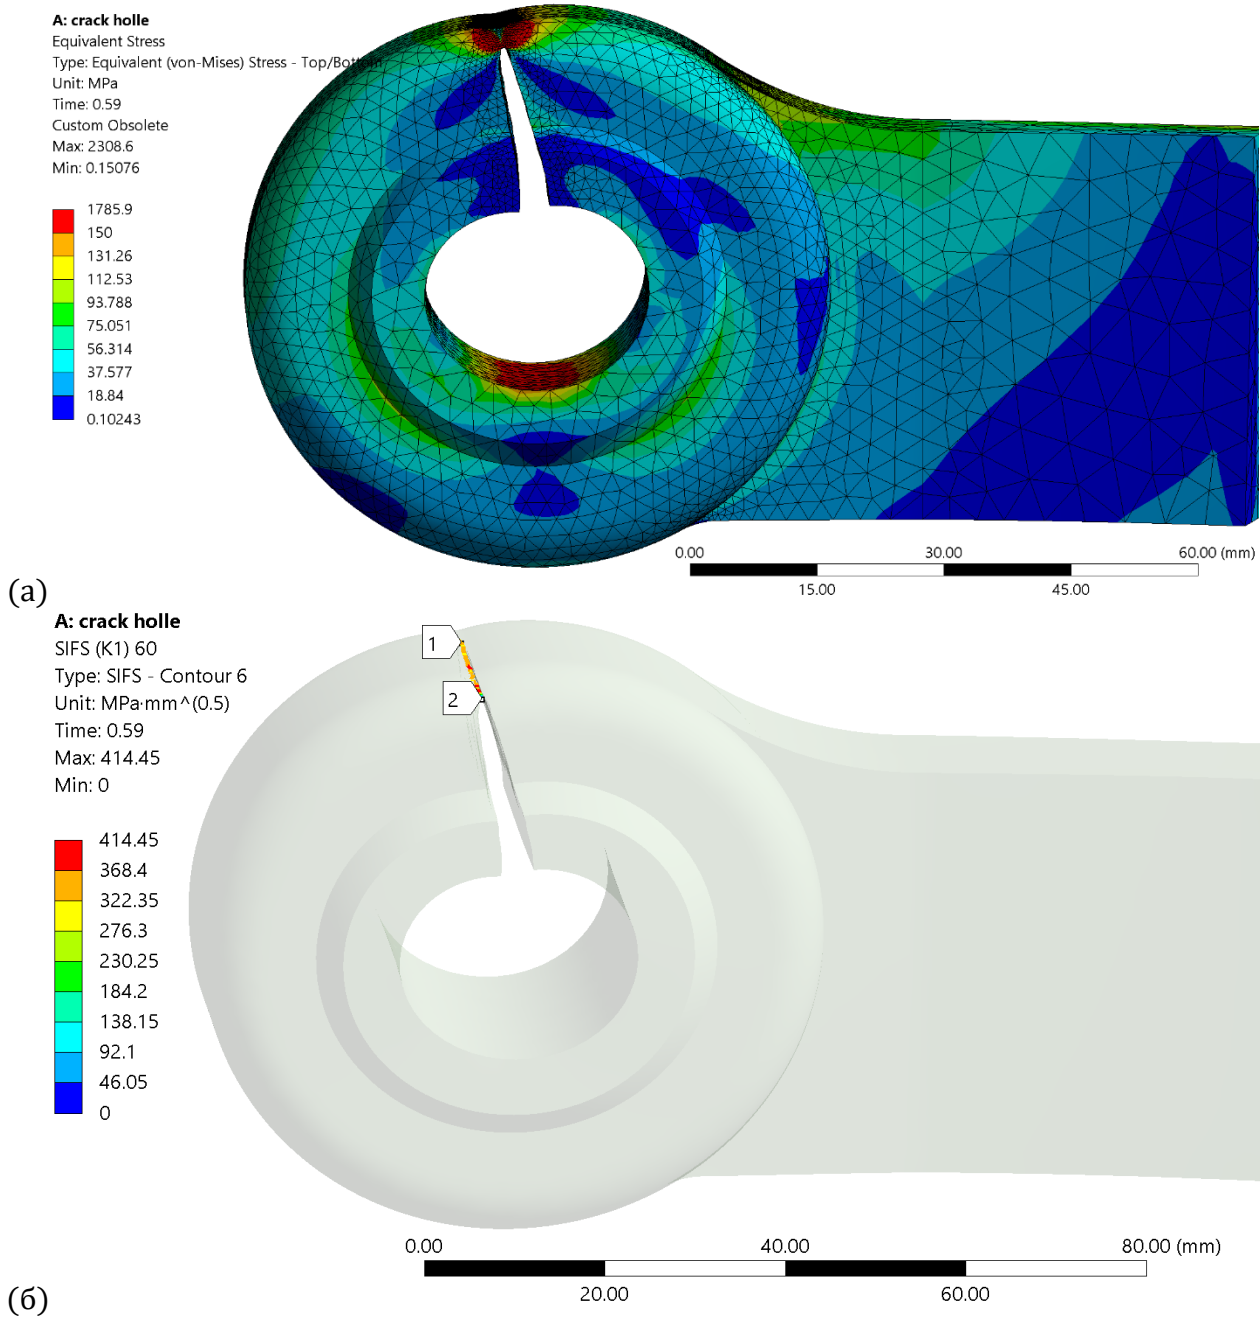 A: crack holle
Equivalent Stress
Type: Equivalent (von-Mises) Stress - Top/Bottom
Unit: MPa
Time: 0.59
Custom Obsolete
Max: 2308.6
Min: 0.15076
1785.9
150
131.26
112.53
93.788
75.051
56.314
37.577
18.84
0.10243
0.00 30.00 60.00 (mm)
15.00 45.00
(а)
A: crack holle
SIFS (K1) 60
Type: SIFS - Contour 6
Unit: MPa·mm^(0.5)
Time: 0.59
Max: 414.45
Min: 0
1
2
414.45
368.4
322.35
276.3
230.25
184.2
138.15
92.1
46.05
0
0.00 40.00 80.00 (mm)
20.00 60.00
(б)